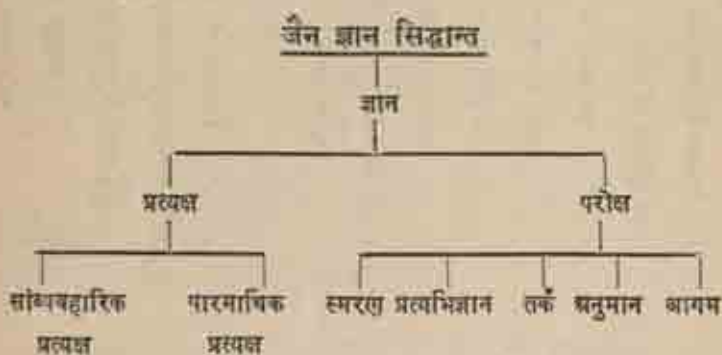 जैन ज्ञान सिद्धान्त
ज्ञान
प्रत्यक्ष परोक्ष
सांव्यवहारिक पारमार्थिक स्मरण प्रत्यभिज्ञान तर्क अनुमान आगम
प्रत्यक्ष प्रत्यक्ष